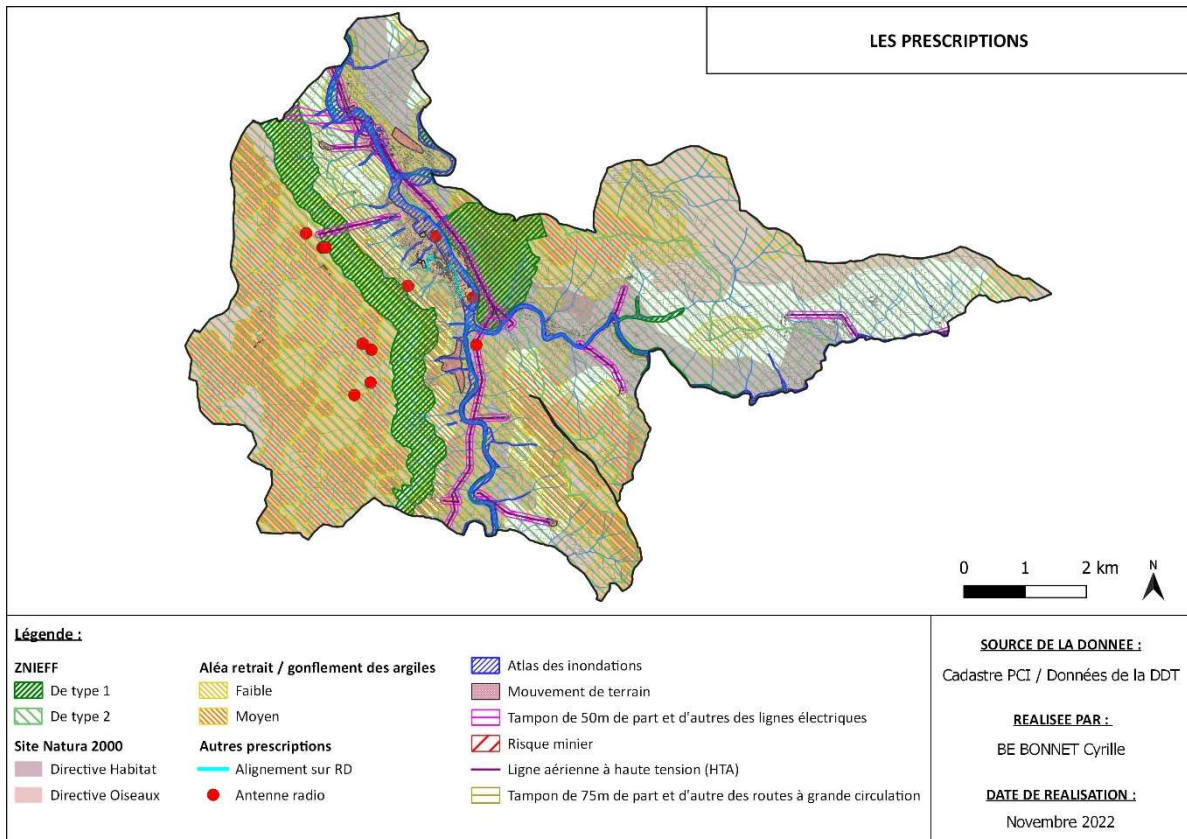 LES PRESCRIPTIONS
0 1 2 km
N
Légende :
ZNIEFF
De type 1
De type 2
Site Natura 2000
Directive Habitat
Directive Oiseaux
Aléa retrait / gonflement des argiles
Faible
Moyen
Autres prescriptions
Alignement sur RD
Antenne radio
Atlas des inondations
Mouvement de terrain
Tampon de 50m de part et d'autres des lignes électriques
Risque minier
Ligne aérienne à haute tension (HTA)
Tampon de 75m de part et d'autre des routes à grande circulation
SOURCE DE LA DONNEE :
Cadastre PCI / Données de la DDT
REALISEE PAR :
BE BONNET Cyrille
DATE DE REALISATION :
Novembre 2022